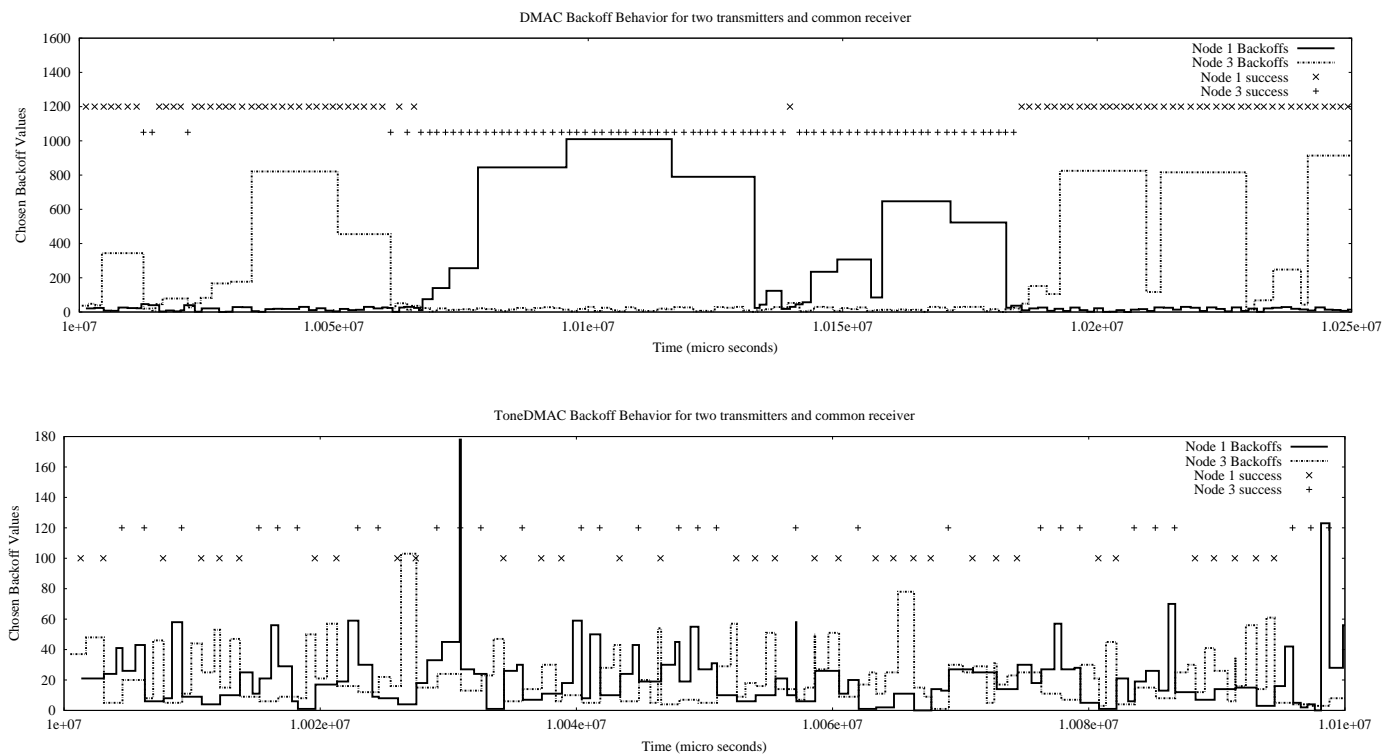 DMAC Backoff Behavior for two transmitters and common receiver
1600
1400
1200
1000
800
600
400
200
0
Chosen Backoff Values
Node 1 Backoffs
Node 3 Backoffs
Node 1 success
Node 3 success
1e+07
1.005e+07
1.01e+07
1.015e+07
1.02e+07
1.025e+07
Time (micro seconds)
ToneDMAC Backoff Behavior for two transmitters and common receiver
180
160
140
120
100
80
60
40
20
0
Chosen Backoff Values
Node 1 Backoffs
Node 3 Backoffs
Node 1 success
Node 3 success
1e+07
1.002e+07
1.004e+07
1.006e+07
1.008e+07
1.01e+07
Time (micro seconds)